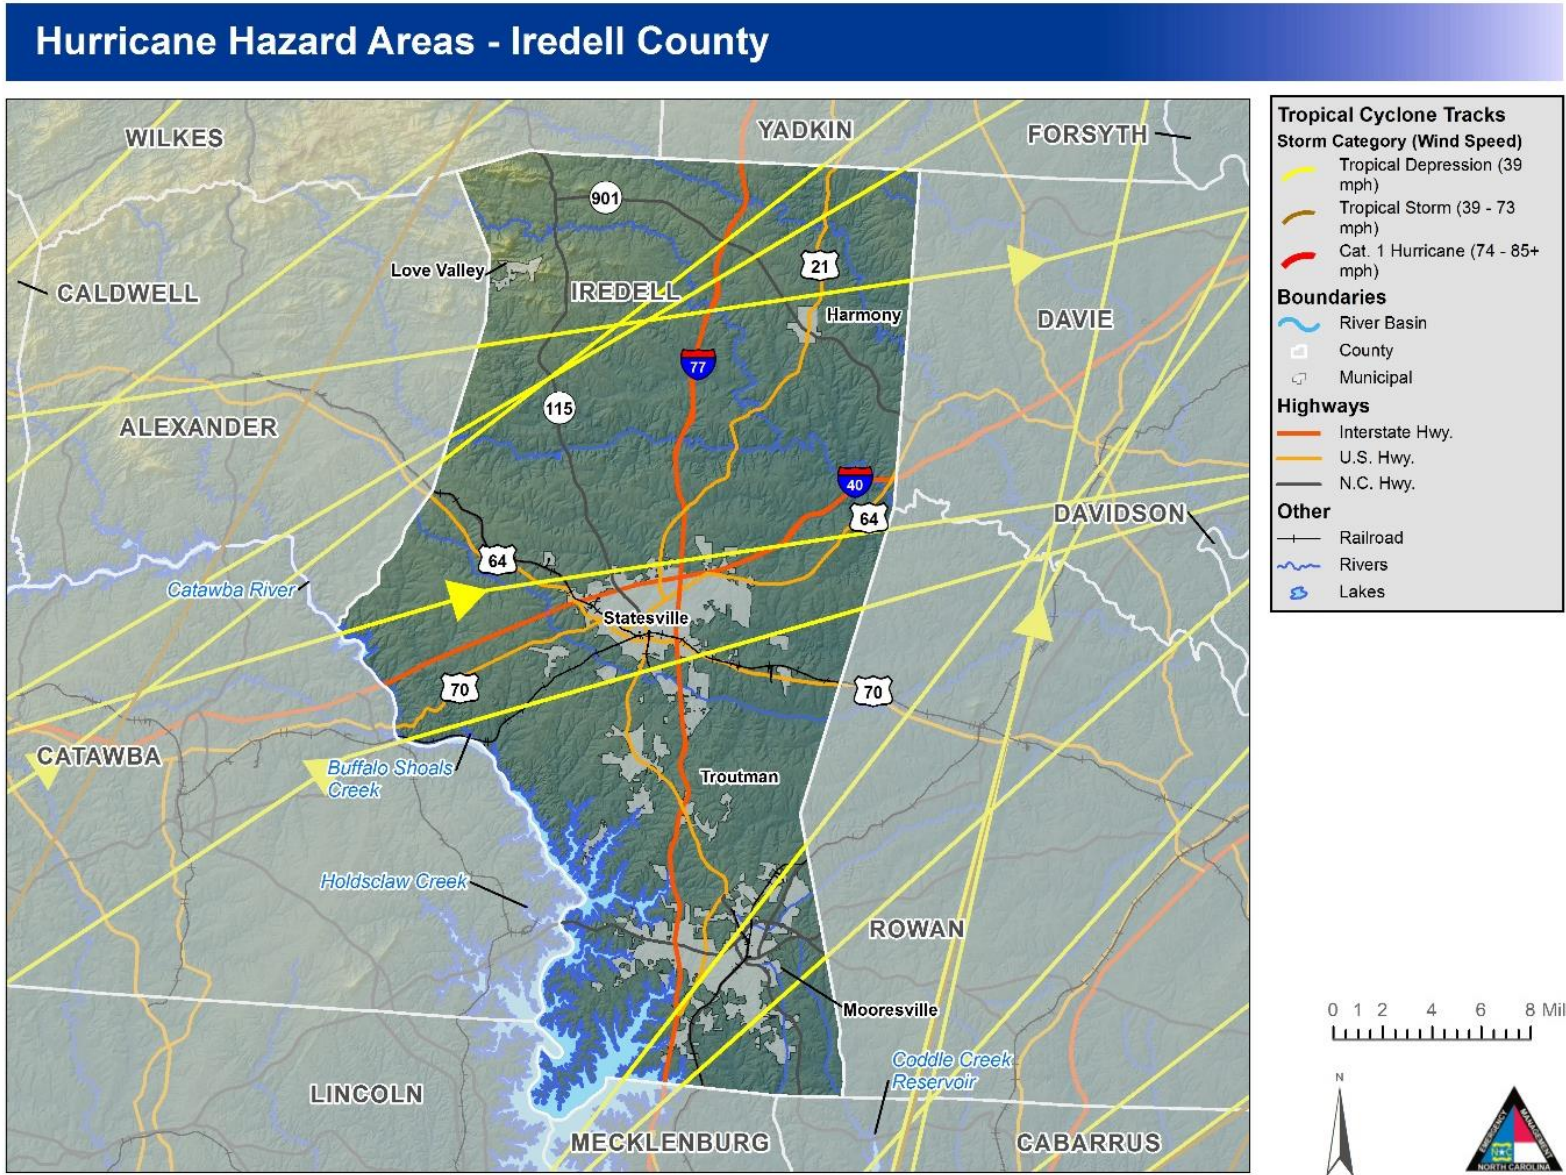 Hurricane Hazard Areas - Iredell County
WILKES
YADKIN
FORSYTH
901
Love Valley
IREDELL
21
CALDWELL
Harmony
DAVIE
77
ALEXANDER
115
40
64
DAVIDSON
64
Catawba River
Statesville
70
70
CATAWBA
Buffalo Shoals
Creek
Troutman
Holdsclaw Creek
ROWAN
Mooresville
Coddle Creek
Reservoir
LINCOLN
MECKLENBURG
CABARRUS
Tropical Cyclone Tracks
Storm Category (Wind Speed)
Tropical Depression (39
mph)
Tropical Storm (39 - 73
mph)
Cat. 1 Hurricane (74 - 85+
mph)
Boundaries
River Basin
County
Municipal
Highways
Interstate Hwy.
U.S. Hwy.
N.C. Hwy.
Other
Railroad
Rivers
Lakes
0 1 2 4 6 8 Mil
N
EMERGENCY
MANAGEMENT
NORTH CAROLINA